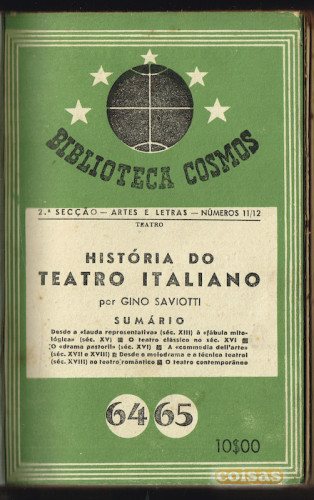 BIBLIOTECA COSMOS
2.ª SECÇÃO — ARTES E LETRAS — NÚMEROS 11/12
TEATRO
HISTÓRIA DO
TEATRO ITALIANO
por GINO SAVIOTTI
SUMÁRIO
Desde a «lauda representativa» (séc. XIII) à «fábula mito-
lógica» (séc. XV) ■ O teatro clássico no séc. XVI ■
O «drama pastoril» (séc. XVI) ■ A «commedia dell'arte»
(séc. XVII e XVIII) ■ Desde o melodrama e a técnica teatral
(séc. XVIII) ao teatro romântico ■ O teatro contemporâneo
64 65
10$00
coisas